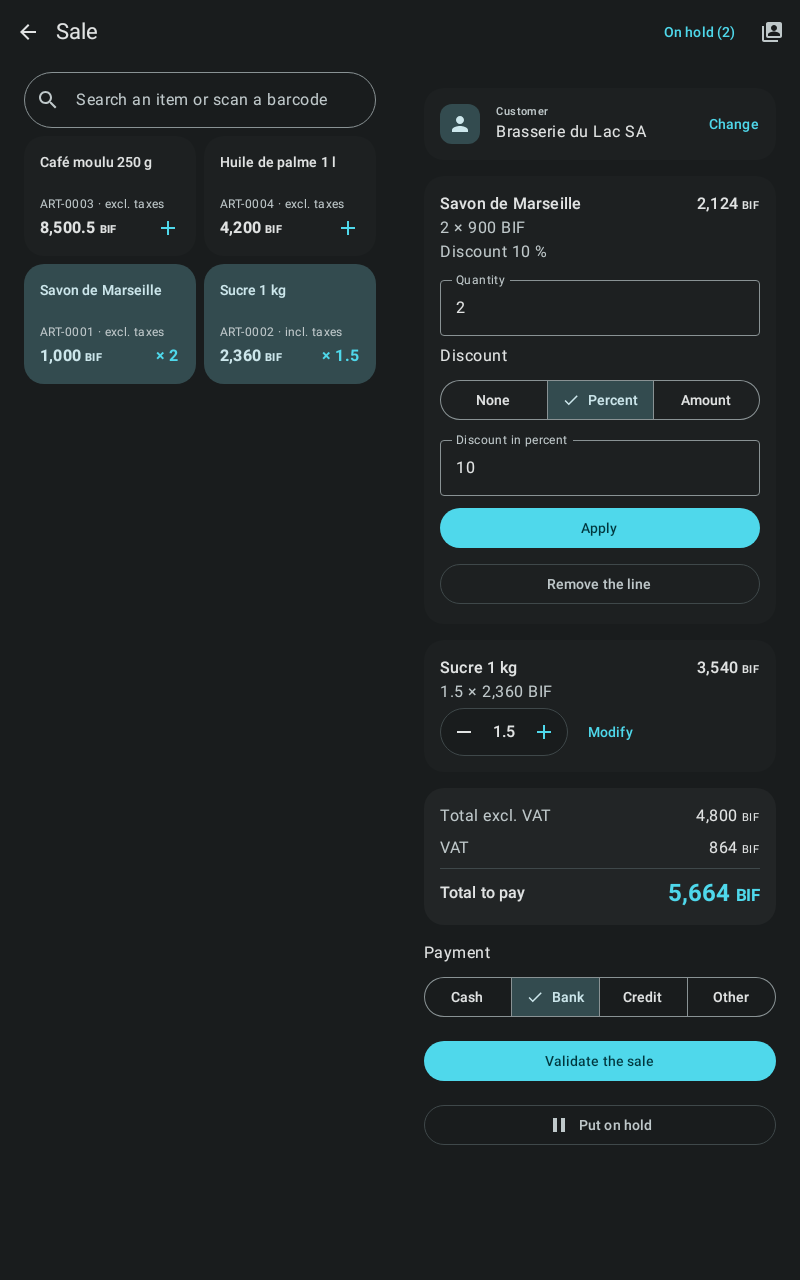 Sale
On hold (2)
Search an item or scan a barcode
Café moulu 250 g
ART-0003 · excl. taxes
8,500.5 BIF
Huile de palme 1 l
ART-0004 · excl. taxes
4,200 BIF
Savon de Marseille
ART-0001 · excl. taxes
1,000 BIF × 2
Sucre 1 kg
ART-0002 · incl. taxes
2,360 BIF × 1.5
Customer
Brasserie du Lac SA
Change
Savon de Marseille 2,124 BIF
2 × 900 BIF
Discount 10 %
Quantity
2
Discount
None Percent Amount
Discount in percent
10
Apply
Remove the line
Sucre 1 kg 3,540 BIF
1.5 × 2,360 BIF
1.5 Modify
Total excl. VAT 4,800 BIF
VAT 864 BIF
Total to pay 5,664 BIF
Payment
Cash Bank Credit Other
Validate the sale
Put on hold